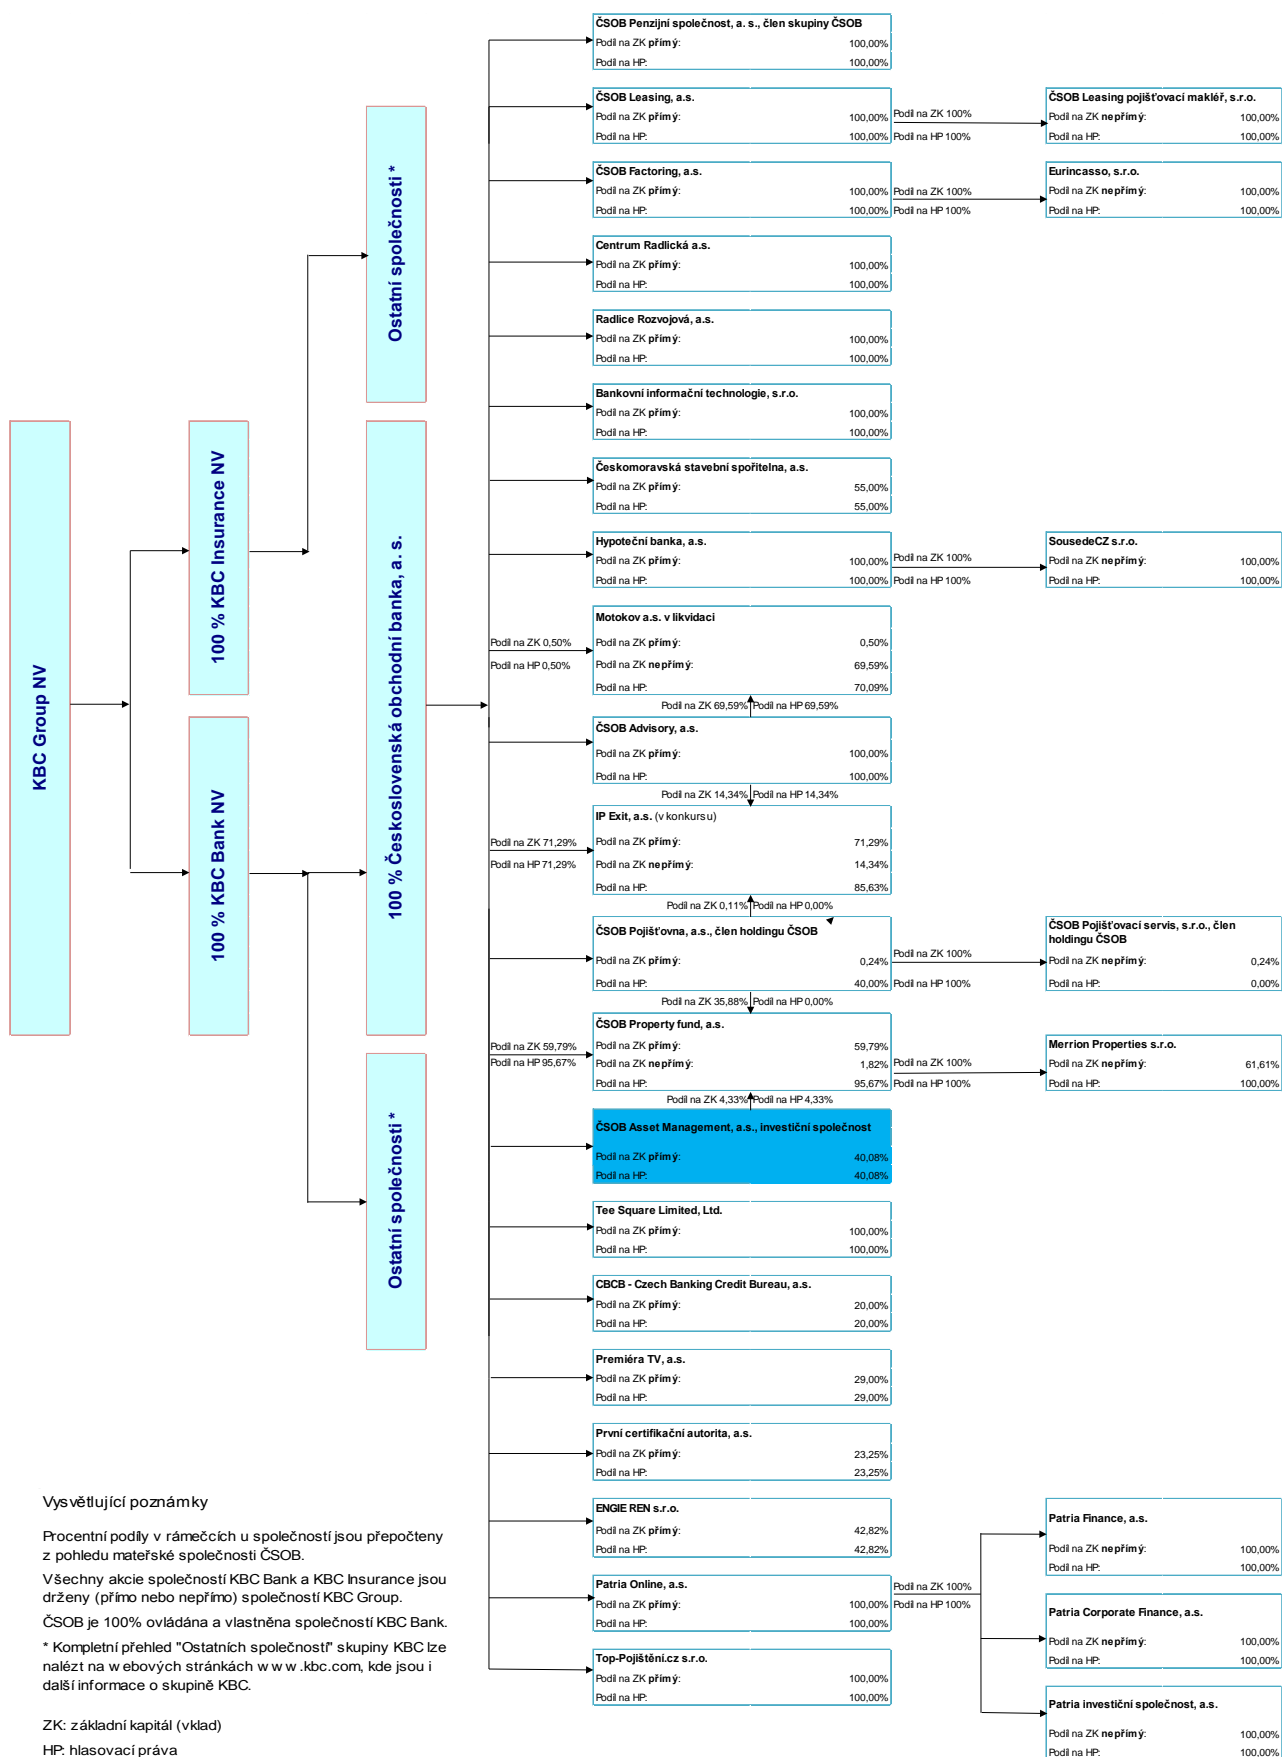 KBC Group NV
100 % KBC Insurance NV
100 % KBC Bank NV
Ostatní společnosti *
100 % Československá obchodní banka, a. s.
Ostatní společnosti *
ČSOB Penzijní společnost, a. s., člen skupiny ČSOB
Podíl na ZK přímý: 100,00%
Podíl na HP: 100,00%
ČSOB Leasing, a.s.
Podíl na ZK přímý: 100,00%
Podíl na HP: 100,00%
Podíl na ZK 100%
Podíl na HP 100%
ČSOB Leasing pojišťovací makléř, s.r.o.
Podíl na ZK nepřímý: 100,00%
Podíl na HP: 100,00%
ČSOB Factoring, a.s.
Podíl na ZK přímý: 100,00%
Podíl na HP: 100,00%
Podíl na ZK 100%
Podíl na HP 100%
Eurincasso, s.r.o.
Podíl na ZK nepřímý: 100,00%
Podíl na HP: 100,00%
Centrum Radlická a.s.
Podíl na ZK přímý: 100,00%
Podíl na HP: 100,00%
Radlice Rozvojová, a.s.
Podíl na ZK přímý: 100,00%
Podíl na HP: 100,00%
Bankovní informační technologie, s.r.o.
Podíl na ZK přímý: 100,00%
Podíl na HP: 100,00%
Českomoravská stavební spořitelna, a.s.
Podíl na ZK přímý: 55,00%
Podíl na HP: 55,00%
Hypoteční banka, a.s.
Podíl na ZK přímý: 100,00%
Podíl na HP: 100,00%
Podíl na ZK 100%
Podíl na HP 100%
SousedeCZ s.r.o.
Podíl na ZK nepřímý: 100,00%
Podíl na HP: 100,00%
Podíl na ZK 0,50%
Podíl na HP 0,50%
Motokov a.s. v likvidaci
Podíl na ZK přímý: 0,50%
Podíl na ZK nepřímý: 69,59%
Podíl na HP: 70,09%
Podíl na ZK 69,59% Podíl na HP 69,59%
ČSOB Advisory, a.s.
Podíl na ZK přímý: 100,00%
Podíl na HP: 100,00%
Podíl na ZK 14,34% Podíl na HP 14,34%
Podíl na ZK 71,29%
Podíl na HP 71,29%
IP Exit, a.s. (v konkursu)
Podíl na ZK přímý: 71,29%
Podíl na ZK nepřímý: 14,34%
Podíl na HP: 85,63%
Podíl na ZK 0,11% Podíl na HP 0,00%
ČSOB Pojišťovna, a.s., člen holdingu ČSOB
Podíl na ZK přímý: 0,24%
Podíl na HP: 40,00%
Podíl na ZK 100%
Podíl na HP 100%
ČSOB Pojišťovací servis, s.r.o., člen
holdingu ČSOB
Podíl na ZK nepřímý: 0,24%
Podíl na HP: 0,00%
Podíl na ZK 35,88% Podíl na HP 0,00%
Podíl na ZK 59,79%
Podíl na HP 95,67%
ČSOB Property fund, a.s.
Podíl na ZK přímý: 59,79%
Podíl na ZK nepřímý: 1,82%
Podíl na HP: 95,67%
Podíl na ZK 100%
Podíl na HP 100%
Merrion Properties s.r.o.
Podíl na ZK nepřímý: 61,61%
Podíl na HP: 100,00%
Podíl na ZK 4,33% Podíl na HP 4,33%
ČSOB Asset Management, a.s., investiční společnost
Podíl na ZK přímý: 40,08%
Podíl na HP: 40,08%
Tee Square Limited, Ltd.
Podíl na ZK přímý: 100,00%
Podíl na HP: 100,00%
CBCB - Czech Banking Credit Bureau, a.s.
Podíl na ZK přímý: 20,00%
Podíl na HP: 20,00%
Premiéra TV, a.s.
Podíl na ZK přímý: 29,00%
Podíl na HP: 29,00%
První certifikační autorita, a.s.
Podíl na ZK přímý: 23,25%
Podíl na HP: 23,25%
ENGIE REN s.r.o.
Podíl na ZK přímý: 42,82%
Podíl na HP: 42,82%
Patria Online, a.s.
Podíl na ZK přímý: 100,00%
Podíl na HP: 100,00%
Podíl na ZK 100%
Podíl na HP 100%
Patria Finance, a.s.
Podíl na ZK nepřímý: 100,00%
Podíl na HP: 100,00%
Patria Corporate Finance, a.s.
Podíl na ZK nepřímý: 100,00%
Podíl na HP: 100,00%
Patria investiční společnost, a.s.
Podíl na ZK nepřímý: 100,00%
Podíl na HP: 100,00%
Top-Pojištění.cz s.r.o.
Podíl na ZK přímý: 100,00%
Podíl na HP: 100,00%
Vysvětlující poznámky
Procentní podíly v rámečcích u společností jsou přepočteny
z pohledu mateřské společnosti ČSOB.
Všechny akcie společností KBC Bank a KBC Insurance jsou
drženy (přímo nebo nepřímo) společností KBC Group.
ČSOB je 100% ovládána a vlastněna společností KBC Bank.
* Kompletní přehled "Ostatních společností" skupiny KBC lze
nalézt na webových stránkách www.kbc.com, kde jsou i
další informace o skupině KBC.
ZK: základní kapitál (vklad)
HP: hlasovací práva